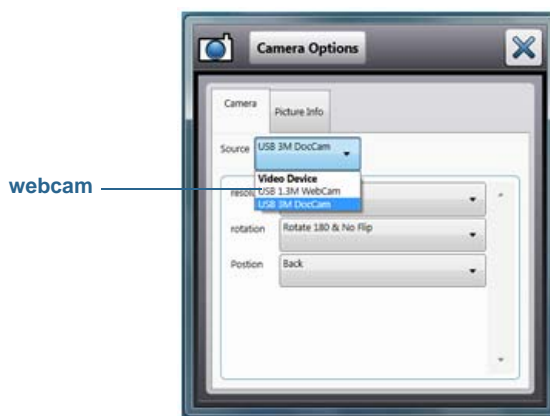 Camera Options
Camera
Picture Info
Source USB 3M DocCam
Video Device
webcam
USB 1.3M WebCam
USB 3M DocCam
rotation Rotate 180 & No Flip
Postion Back